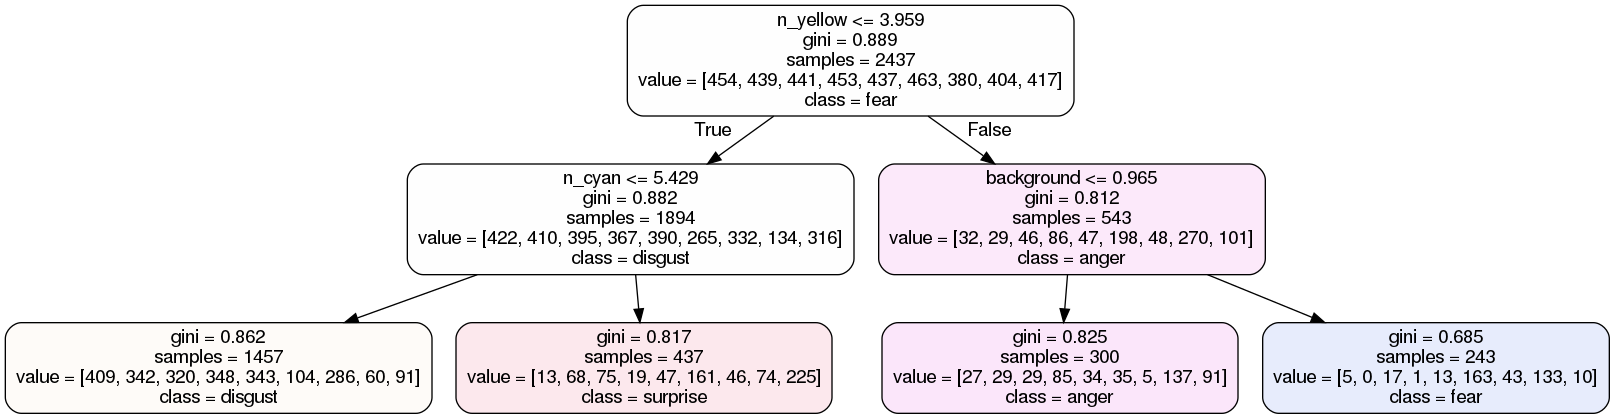 n_yellow <= 3.959
gini = 0.889
samples = 2437
value = [454, 439, 441, 453, 437, 463, 380, 404, 417]
class = fear
True
False
n_cyan <= 5.429
gini = 0.882
samples = 1894
value = [422, 410, 395, 367, 390, 265, 332, 134, 316]
class = disgust
background <= 0.965
gini = 0.812
samples = 543
value = [32, 29, 46, 86, 47, 198, 48, 270, 101]
class = anger
gini = 0.862
samples = 1457
value = [409, 342, 320, 348, 343, 104, 286, 60, 91]
class = disgust
gini = 0.817
samples = 437
value = [13, 68, 75, 19, 47, 161, 46, 74, 225]
class = surprise
gini = 0.825
samples = 300
value = [27, 29, 29, 85, 34, 35, 5, 137, 91]
class = anger
gini = 0.685
samples = 243
value = [5, 0, 17, 1, 13, 163, 43, 133, 10]
class = fear